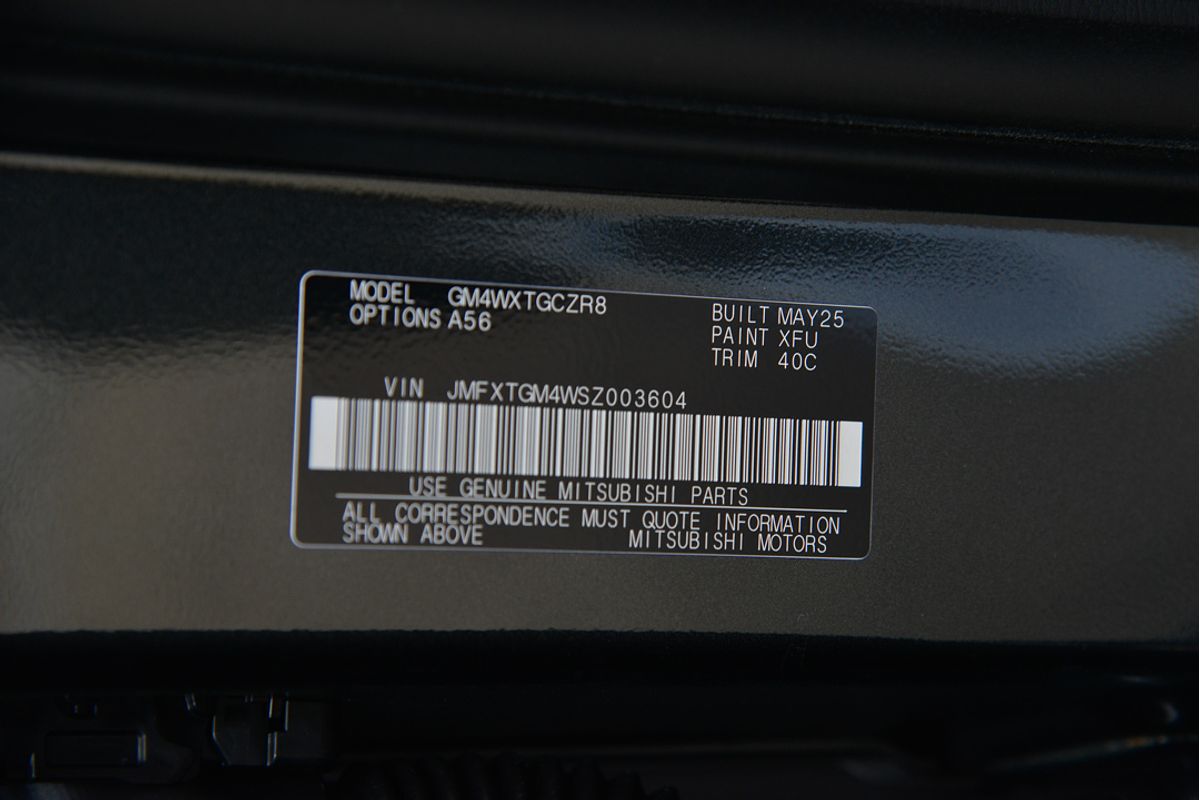 MODEL GM4WXTGCZR8
OPTIONS A56
BUILT MAY25
PAINT XFU
TRIM 40C
VIN JMFXTGM4WSZ003604
USE GENUINE MITSUBISHI PARTS
ALL CORRESPONDENCE MUST QUOTE INFORMATION
SHOWN ABOVE MITSUBISHI MOTORS